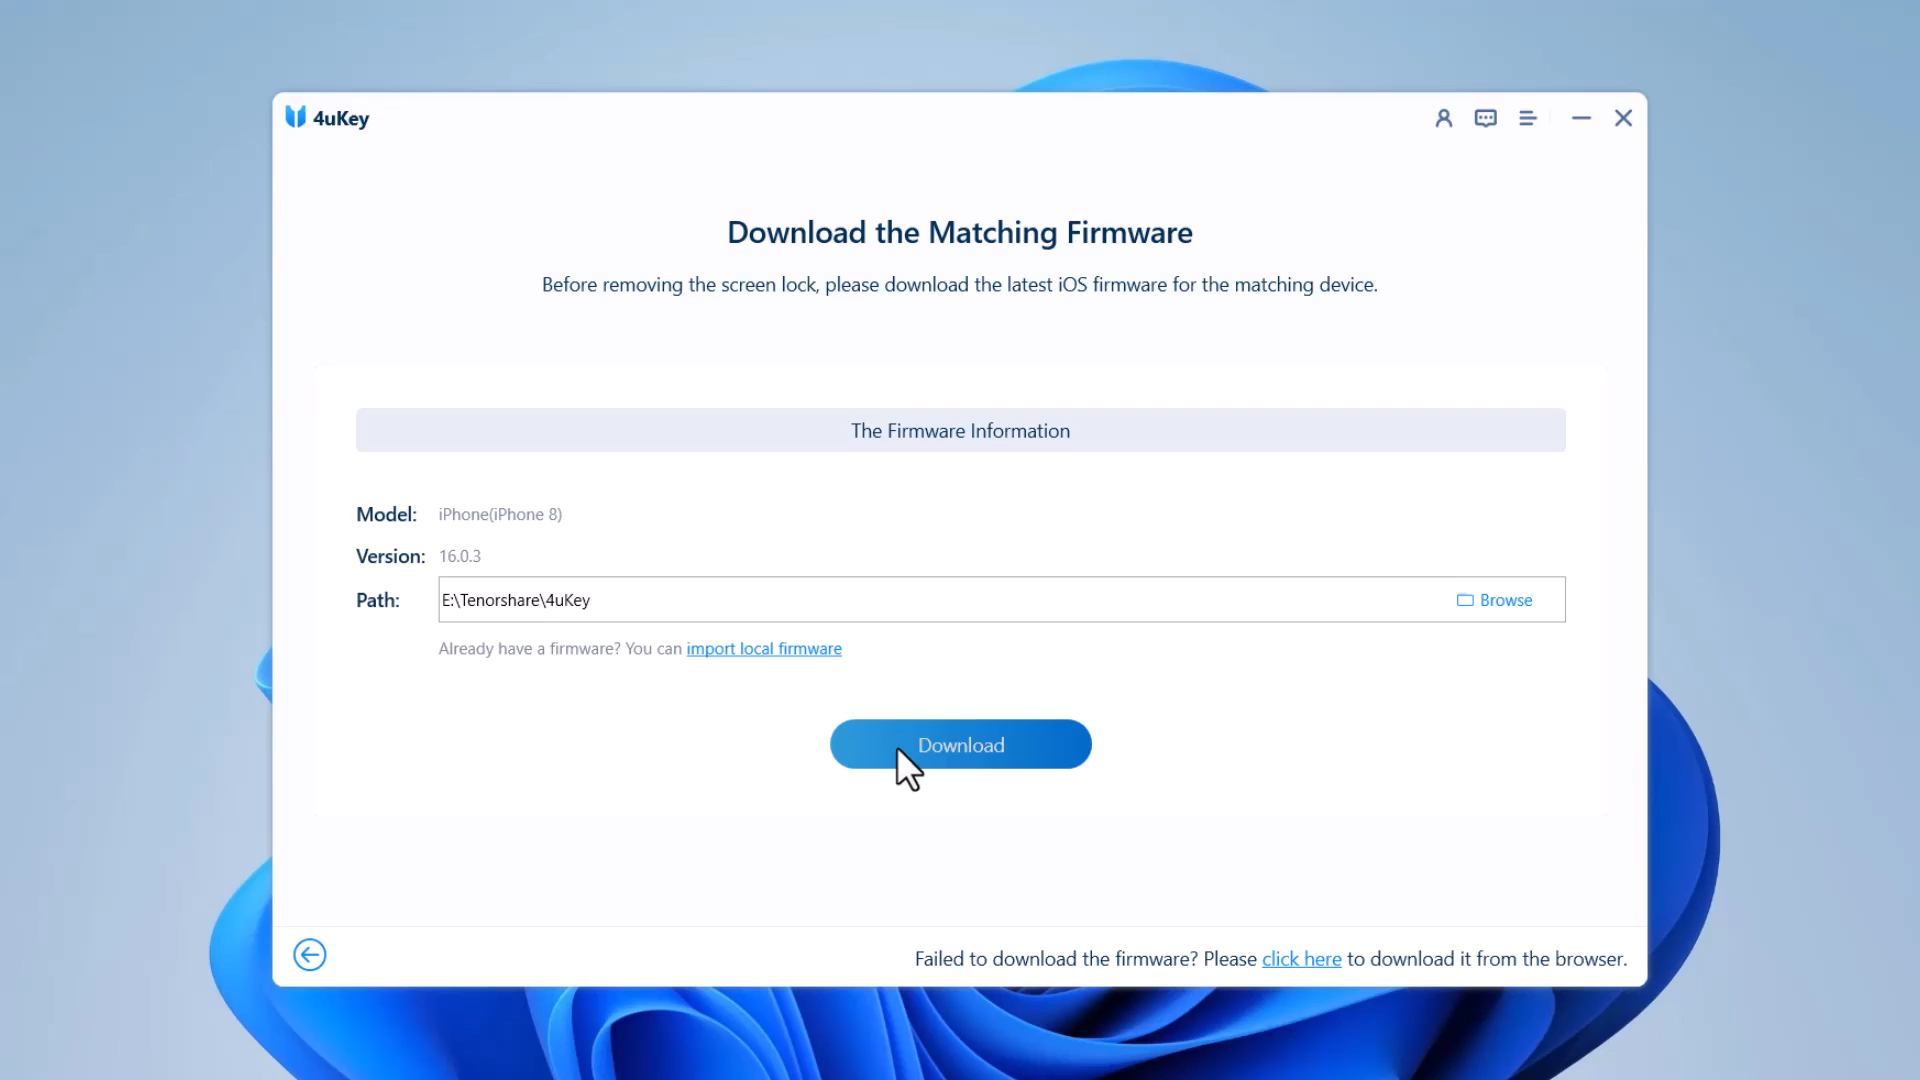 4uKey
Download the Matching Firmware
Before removing the screen lock, please download the latest iOS firmware for the matching device.
The Firmware Information
Model: iPhone(iPhone 8)
Version: 16.0.3
Path: E:\Tenorshare\4uKey Browse
Already have a firmware? You can import local firmware
Download
Failed to download the firmware? Please click here to download it from the browser.